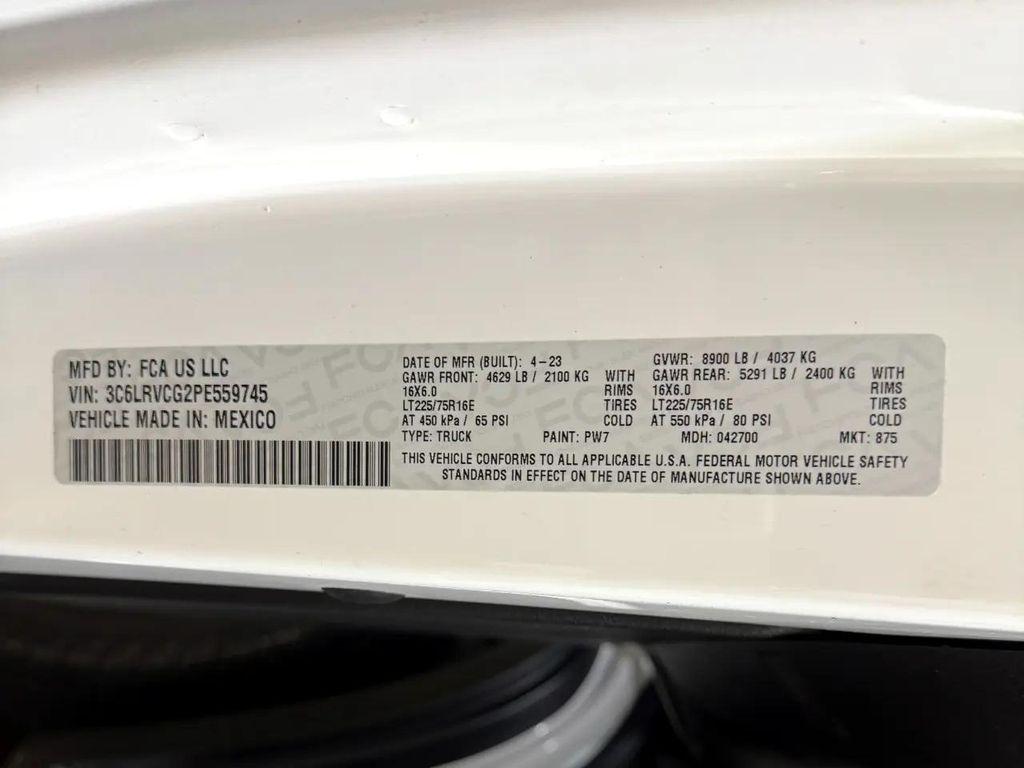 MFD BY: FCA US LLC
VIN: 3C6LRVCG2PE559745
VEHICLE MADE IN: MEXICO
DATE OF MFR (BUILT): 4-23
GAWR FRONT: 4629 LB / 2100 KG WITH
16X6.0 RIMS
LT225/75R16E TIRES
AT 450 kPa / 65 PSI COLD
GVWR: 8900 LB / 4037 KG
GAWR REAR: 5291 LB / 2400 KG WITH
16X6.0 RIMS
LT225/75R16E TIRES
AT 550 kPa / 80 PSI COLD
TYPE: TRUCK PAINT: PW7 MDH: 042700 MKT: 875
THIS VEHICLE CONFORMS TO ALL APPLICABLE U.S.A. FEDERAL MOTOR VEHICLE SAFETY
STANDARDS IN EFFECT ON THE DATE OF MANUFACTURE SHOWN ABOVE.